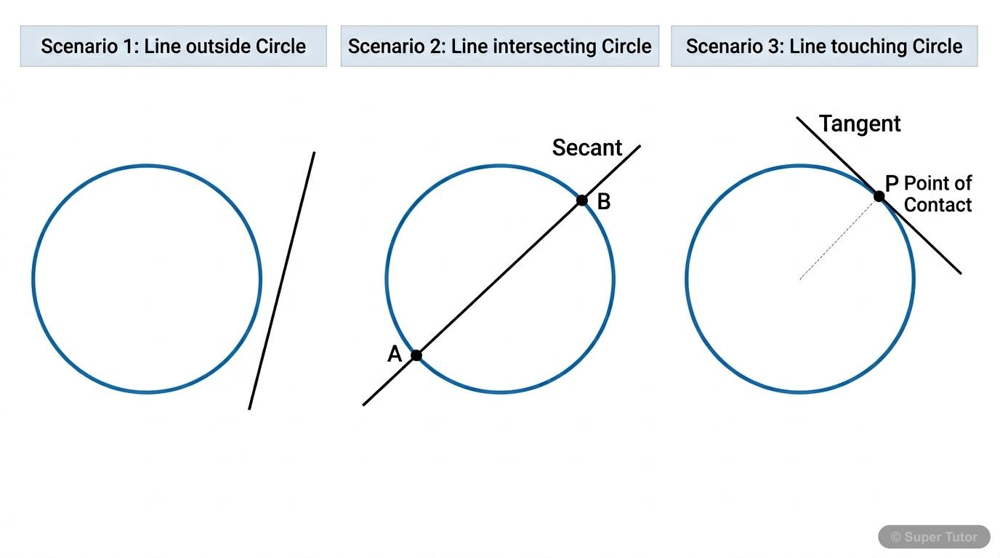 Scenario 1: Line outside Circle
Scenario 2: Line intersecting Circle
Scenario 3: Line touching Circle
Secant
B
A
Tangent
P
Point of
Contact
© Super Tutor